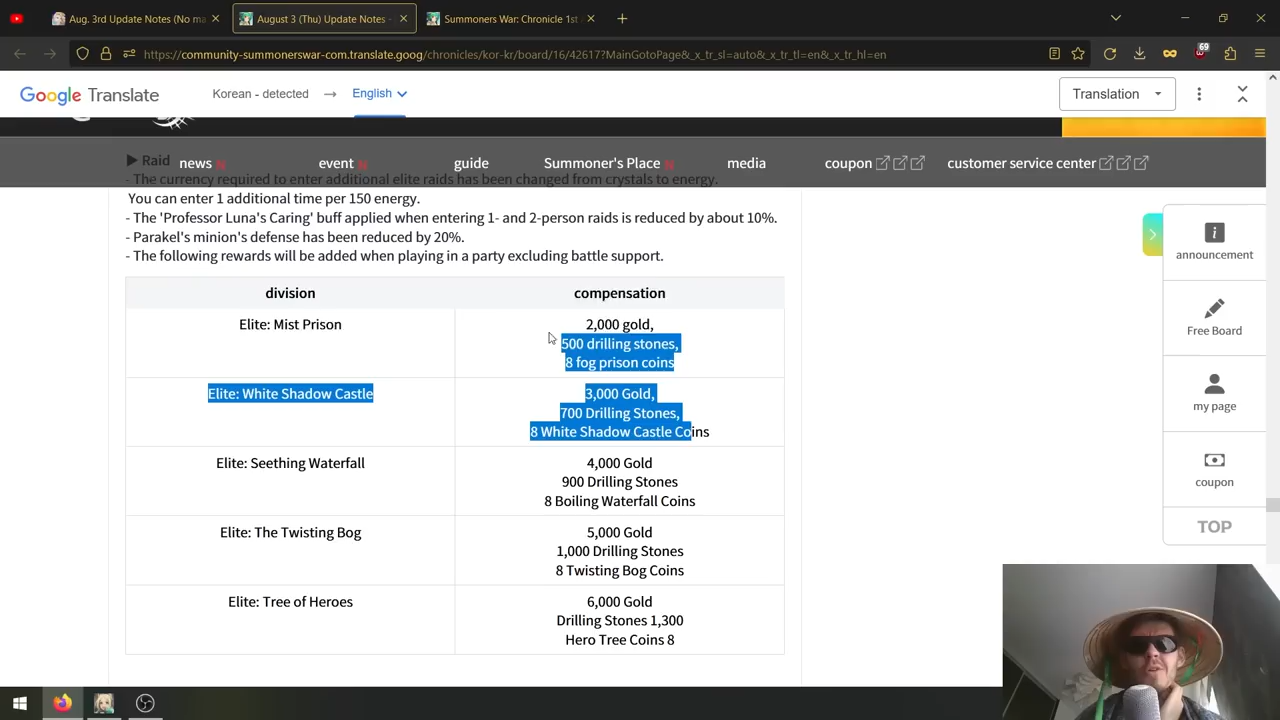 Aug. 3rd Update Notes (No ma
August 3 (Thu) Update Notes -
Summoners War: Chronicle 1st
https://community-summonerswar-com.translate.goog/chronicles/kor-kr/board/16/42617?MainGotoPage&_x_tr_sl=auto&_x_tr_tl=en&_x_tr_hl=en
69
Google Translate
Korean - detected
English
Translation
▶ Raid
news
event
guide
Summoner's Place
media
coupon
customer service center
- The currency required to enter additional elite raids has been changed from crystals to energy.
You can enter 1 additional time per 150 energy.
- The 'Professor Luna's Caring' buff applied when entering 1- and 2-person raids is reduced by about 10%.
- Parakel's minion's defense has been reduced by 20%.
- The following rewards will be added when playing in a party excluding battle support.
division
compensation
Elite: Mist Prison
2,000 gold,
500 drilling stones,
8 fog prison coins
Elite: White Shadow Castle
3,000 Gold,
700 Drilling Stones,
8 White Shadow Castle Coins
Elite: Seething Waterfall
4,000 Gold
900 Drilling Stones
8 Boiling Waterfall Coins
Elite: The Twisting Bog
5,000 Gold
1,000 Drilling Stones
8 Twisting Bog Coins
Elite: Tree of Heroes
6,000 Gold
Drilling Stones 1,300
Hero Tree Coins 8
announcement
Free Board
my page
coupon
TOP